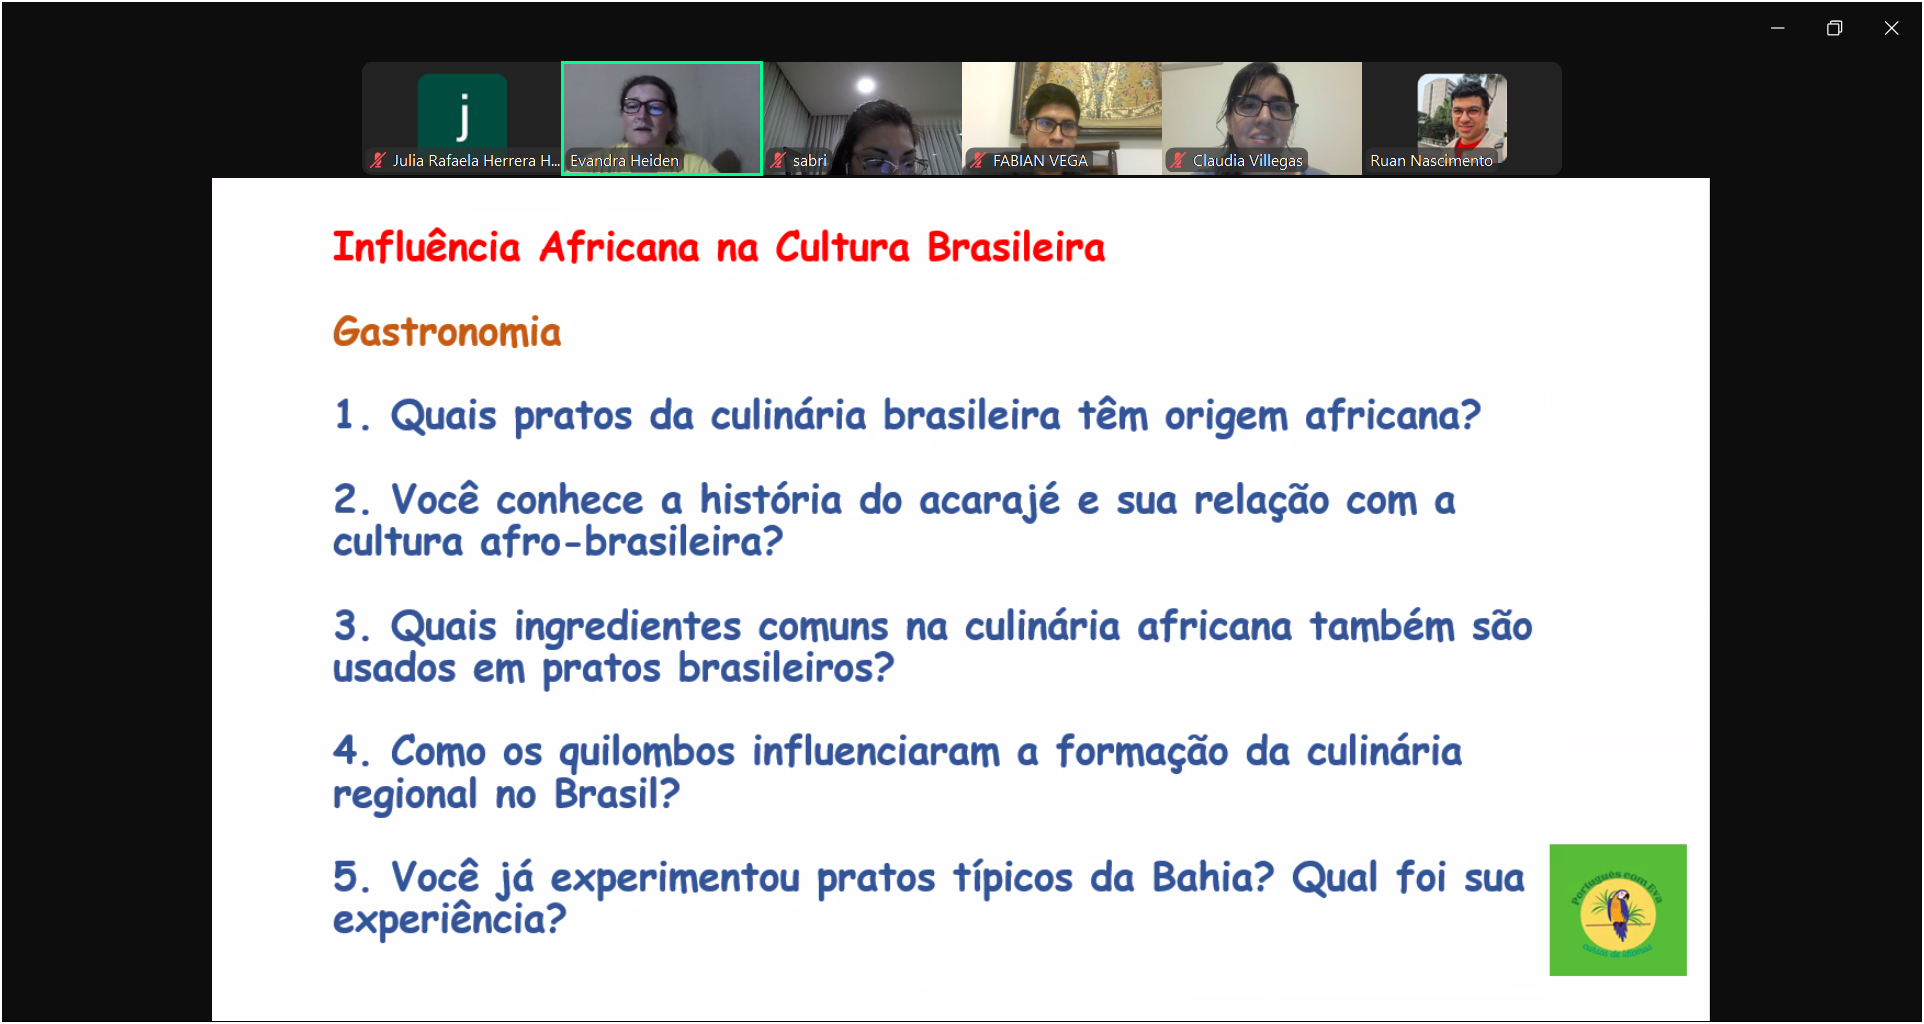 j
Julia Rafaela Herrera H...
Evandra Heiden
sabri
FABIAN VEGA
Claudia Villegas
Ruan Nascimento
Influência Africana na Cultura Brasileira
Gastronomia
1. Quais pratos da culinária brasileira têm origem africana?
2. Você conhece a história do acarajé e sua relação com a
cultura afro-brasileira?
3. Quais ingredientes comuns na culinária africana também são
usados em pratos brasileiros?
4. Como os quilombos influenciaram a formação da culinária
regional no Brasil?
5. Você já experimentou pratos típicos da Bahia? Qual foi sua
experiência?
Português com Eva
cursos de idiomas